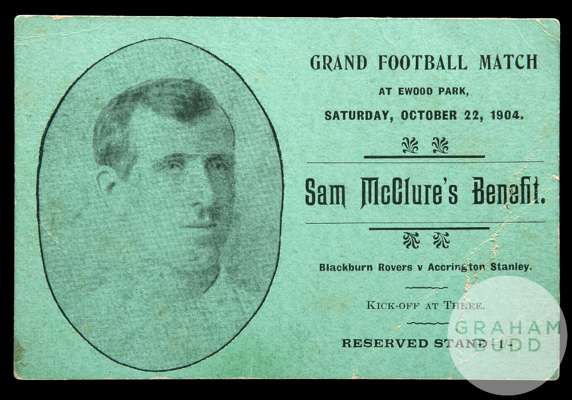 GRAND FOOTBALL MATCH
AT EWOOD PARK,
SATURDAY, OCTOBER 22, 1904.
Sam McClure's Benefit.
Blackburn Rovers v Accrington Stanley.
KICK-OFF AT THREE.
RESERVED STAND 1/-
GRAHAM
BUDD